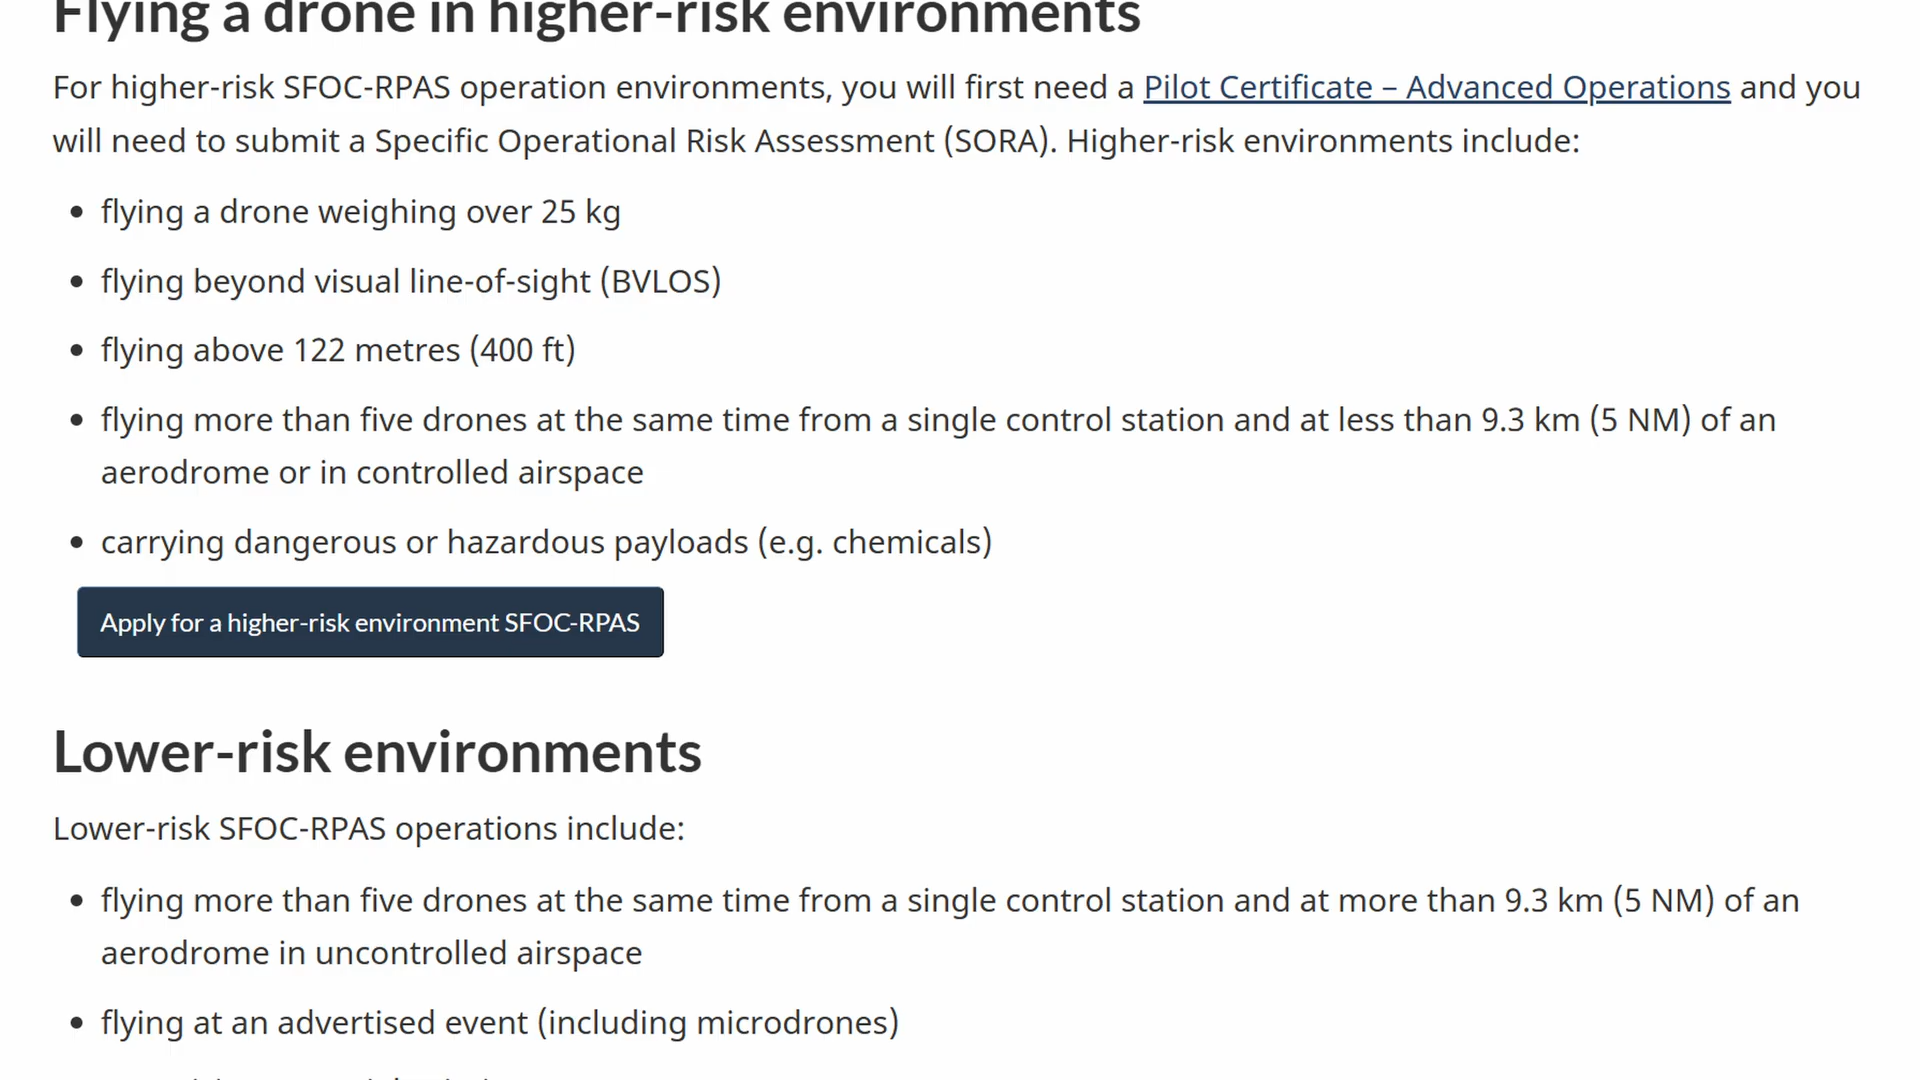 Flying a drone in higher-risk environments
For higher-risk SFOC-RPAS operation environments, you will first need a Pilot Certificate – Advanced Operations and you
will need to submit a Specific Operational Risk Assessment (SORA). Higher-risk environments include:
• flying a drone weighing over 25 kg
• flying beyond visual line-of-sight (BVLOS)
• flying above 122 metres (400 ft)
• flying more than five drones at the same time from a single control station and at less than 9.3 km (5 NM) of an
aerodrome or in controlled airspace
• carrying dangerous or hazardous payloads (e.g. chemicals)
Apply for a higher-risk environment SFOC-RPAS
Lower-risk environments
Lower-risk SFOC-RPAS operations include:
• flying more than five drones at the same time from a single control station and at more than 9.3 km (5 NM) of an
aerodrome in uncontrolled airspace
• flying at an advertised event (including microdrones)